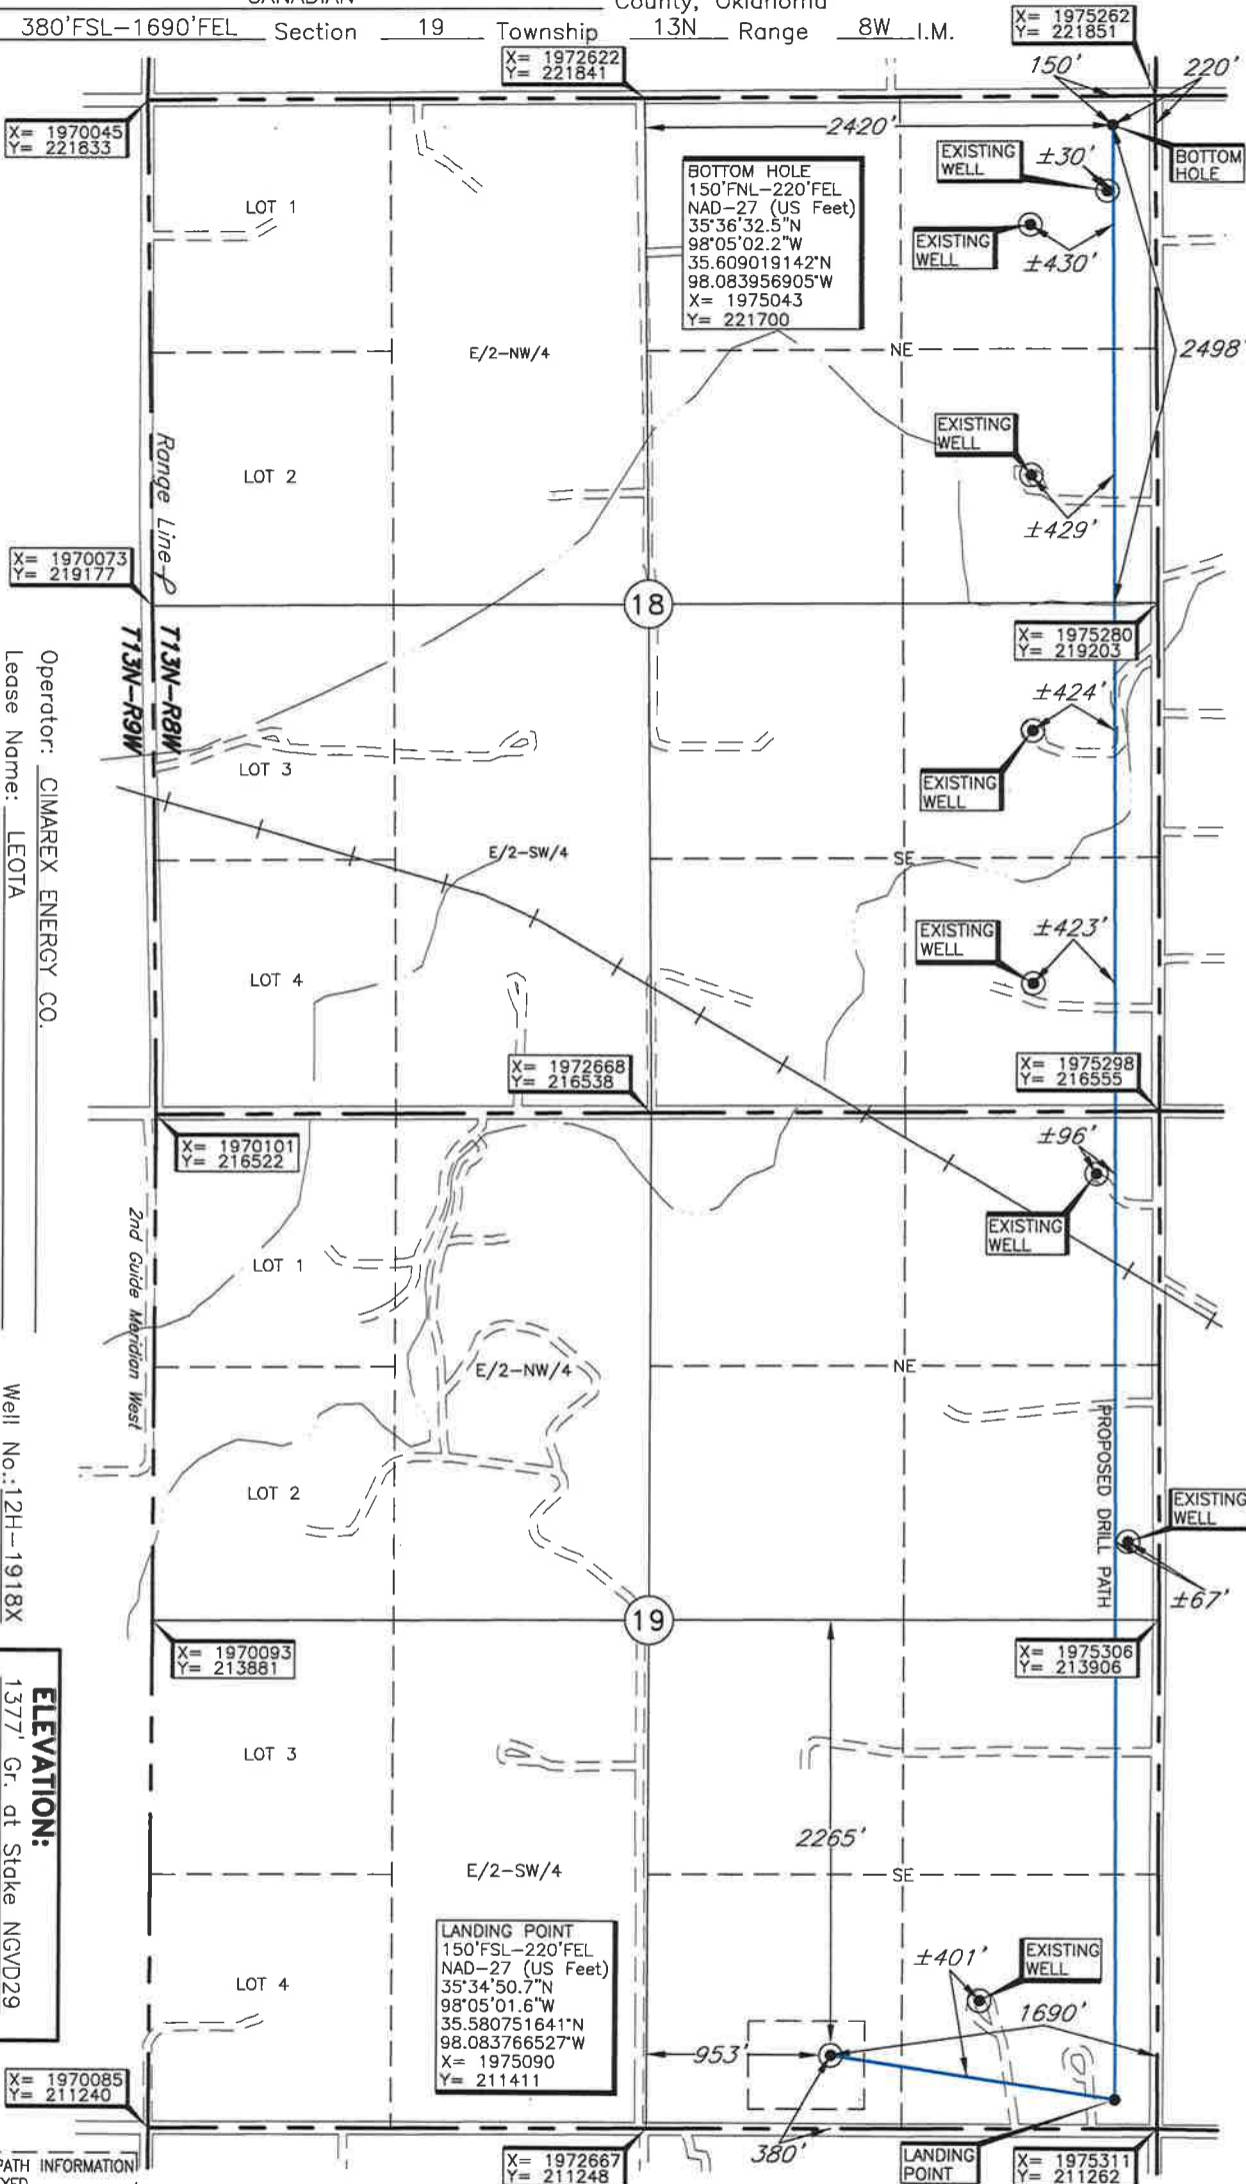 CANADIAN County, Oklahoma
380'FSL-1690'FEL Section 19 Township 13N Range 8W I.M.
X= 1975262
Y= 221851
X= 1972622
Y= 221841
150'
220'
X= 1970045
Y= 221833
2420'
BOTTOM
HOLE
EXISTING
WELL
±30'
BOTTOM HOLE
150'FNL-220'FEL
NAD-27 (US Feet)
35°36'32.5"N
98°05'02.2"W
35.609019142°N
98.083956905°W
X= 1975043
Y= 221700
LOT 1
EXISTING
WELL
±430'
E/2-NW/4
NE
2498'
EXISTING
WELL
±429'
LOT 2
Range Line
X= 1970073
Y= 219177
18
T13N-R9W
T13N-R8W
X= 1975280
Y= 219203
±424'
EXISTING
WELL
LOT 3
E/2-SW/4
SE
EXISTING
WELL
±423'
LOT 4
X= 1972668
Y= 216538
X= 1975298
Y= 216555
Operator: CIMAREX ENERGY CO.
Lease Name: LEOTA
X= 1970101
Y= 216522
±96'
EXISTING
WELL
2nd Guide Meridian West
LOT 1
E/2-NW/4
NE
PROPOSED DRILL PATH
LOT 2
EXISTING
WELL
±67'
Well No.:12H-1918X
19
X= 1970093
Y= 213881
X= 1975306
Y= 213906
ELEVATION:
1377' Gr. at Stake NGVD29
LOT 3
2265'
E/2-SW/4
SE
LANDING POINT
150'FSL-220'FEL
NAD-27 (US Feet)
35°34'50.7"N
98°05'01.6"W
35.580751641°N
98.083766527°W
X= 1975090
Y= 211411
±401'
EXISTING
WELL
LOT 4
1690'
953'
X= 1970085
Y= 211240
380'
LANDING
POINT
X= 1972667
Y= 211248
X= 1975311
Y= 211262
PATH INFORMATION